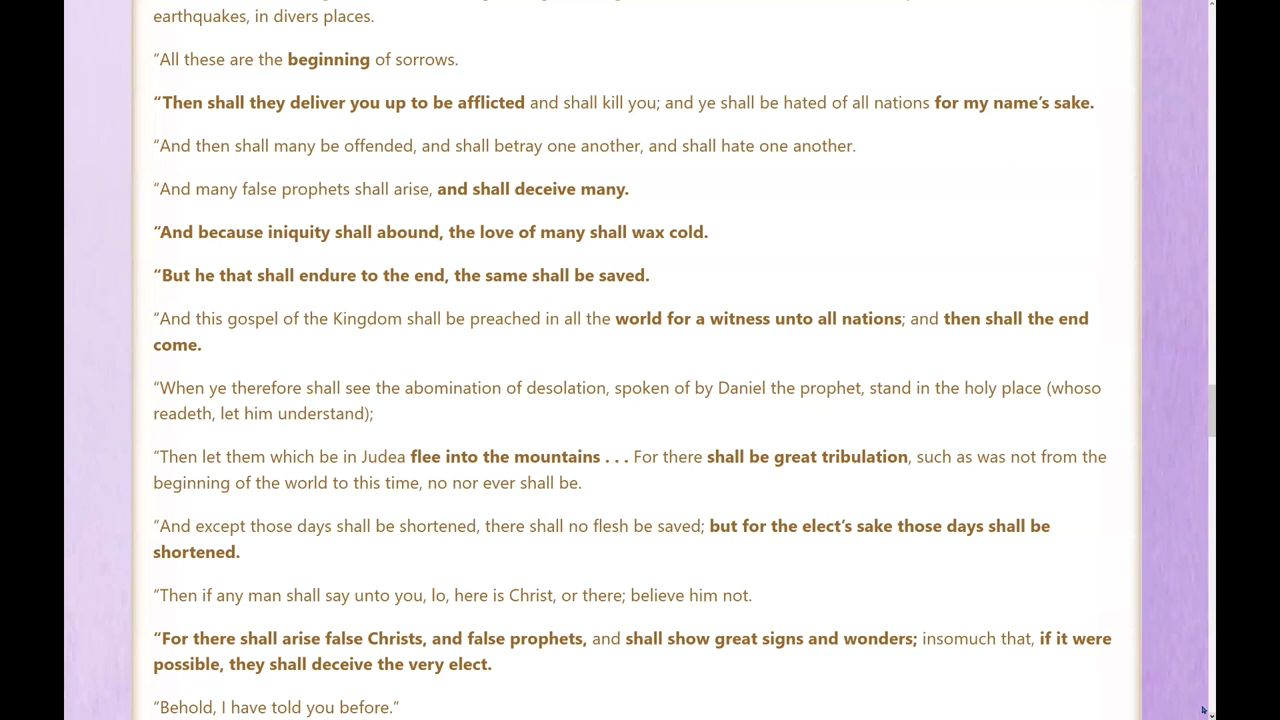 earthquakes, in divers places.
“All these are the beginning of sorrows.
“Then shall they deliver you up to be afflicted and shall kill you; and ye shall be hated of all nations for my name’s sake.
“And then shall many be offended, and shall betray one another, and shall hate one another.
“And many false prophets shall arise, and shall deceive many.
“And because iniquity shall abound, the love of many shall wax cold.
“But he that shall endure to the end, the same shall be saved.
“And this gospel of the Kingdom shall be preached in all the world for a witness unto all nations; and then shall the end
come.
“When ye therefore shall see the abomination of desolation, spoken of by Daniel the prophet, stand in the holy place (whoso
readeth, let him understand);
“Then let them which be in Judea flee into the mountains . . . For there shall be great tribulation, such as was not from the
beginning of the world to this time, no nor ever shall be.
“And except those days shall be shortened, there shall no flesh be saved; but for the elect’s sake those days shall be
shortened.
“Then if any man shall say unto you, lo, here is Christ, or there; believe him not.
“For there shall arise false Christs, and false prophets, and shall show great signs and wonders; insomuch that, if it were
possible, they shall deceive the very elect.
“Behold, I have told you before.”